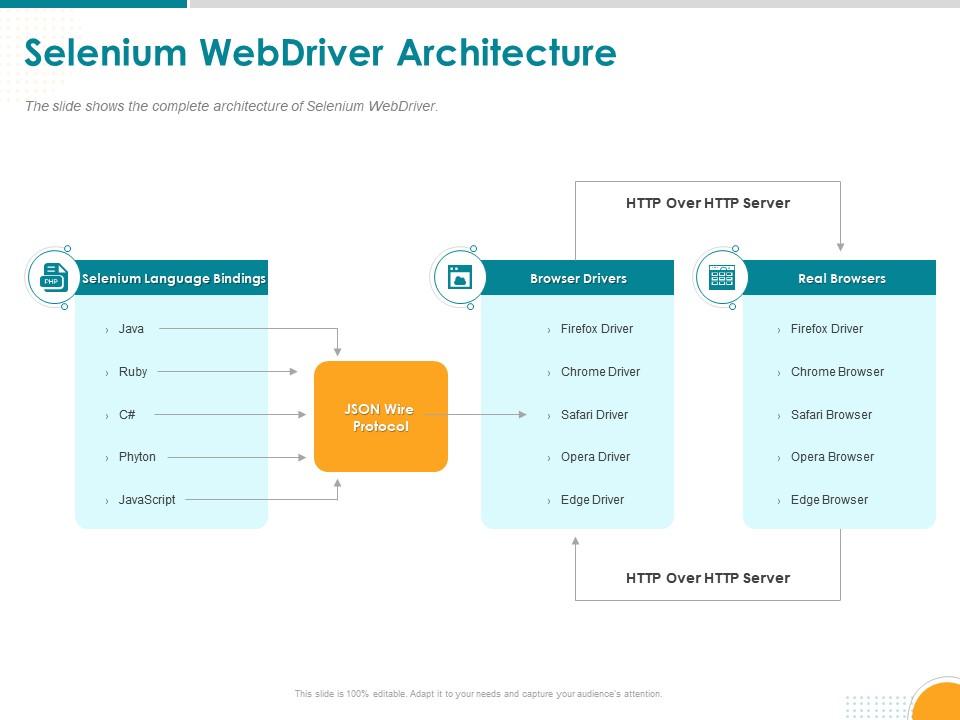 Selenium WebDriver Architecture
The slide shows the complete architecture of Selenium WebDriver.
HTTP Over HTTP Server
PHP
Selenium Language Bindings
Java
Ruby
C#
Phyton
JavaScript
JSON Wire
Protocol
Browser Drivers
Firefox Driver
Chrome Driver
Safari Driver
Opera Driver
Edge Driver
Real Browsers
Firefox Driver
Chrome Browser
Safari Browser
Opera Browser
Edge Browser
HTTP Over HTTP Server
This slide is 100% editable. Adapt it to your needs and capture your audience's attention.